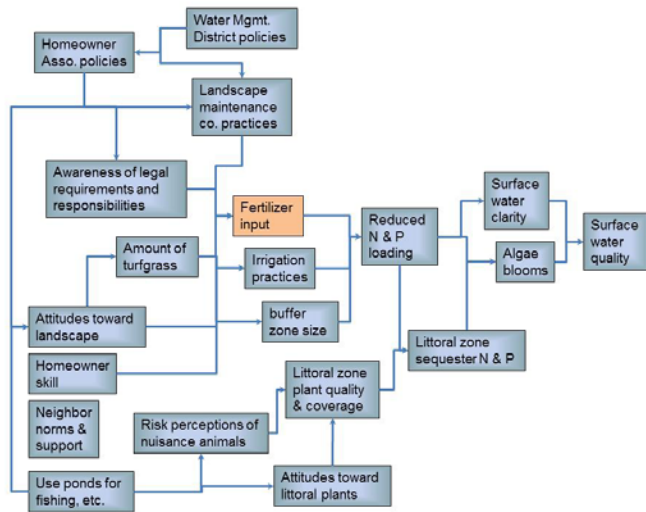 Water Mgmt.
District policies
Homeowner
Asso. policies
Landscape
maintenance
co. practices
Awareness of legal
requirements and
responsibilities
Fertilizer
input
Reduced
N & P
loading
Surface
water
clarity
Surface
water
quality
Amount of
turfgrass
Irrigation
practices
Algae
blooms
Attitudes toward
landscape
buffer
zone size
Littoral zone
sequester N & P
Homeowner
skill
Littoral zone
plant quality
& coverage
Neighbor
norms &
support
Risk perceptions of
nuisance animals
Use ponds for
fishing, etc.
Attitudes toward
littoral plants